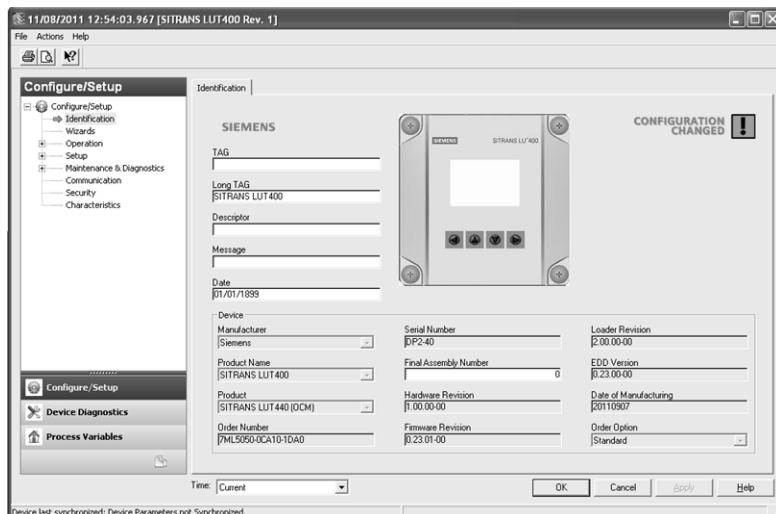 11/08/2011 12:54:03.967 [SITRANS LUT400 Rev. 1]
File Actions Help
Configure/Setup
Configure/Setup
Identification
Wizards
Operation
Setup
Maintenance & Diagnostics
Communication
Security
Characteristics
Configure/Setup
Device Diagnostics
Process Variables
Identification
SIEMENS
CONFIGURATION
CHANGED
TAG
Long TAG
SITRANS LUT400
Descriptor
Message
Date
01/01/1899
SIEMENS
SITRANS LUT400
Device
Manufacturer
Siemens
Product Name
SITRANS LUT400
Product
SITRANS LUT440 (OCM)
Order Number
7ML5050-0CA10-1DA0
Serial Number
DP2-40
Final Assembly Number
0
Hardware Revision
1.00.00-00
Firmware Revision
0.23.01-00
Loader Revision
2.00.00-00
EDD Version
0.23.00-00
Date of Manufacturing
20110907
Order Option
Standard
Time: Current
OK Cancel Apply Help
Device last synchronized: Device Parameters not Synchronized.